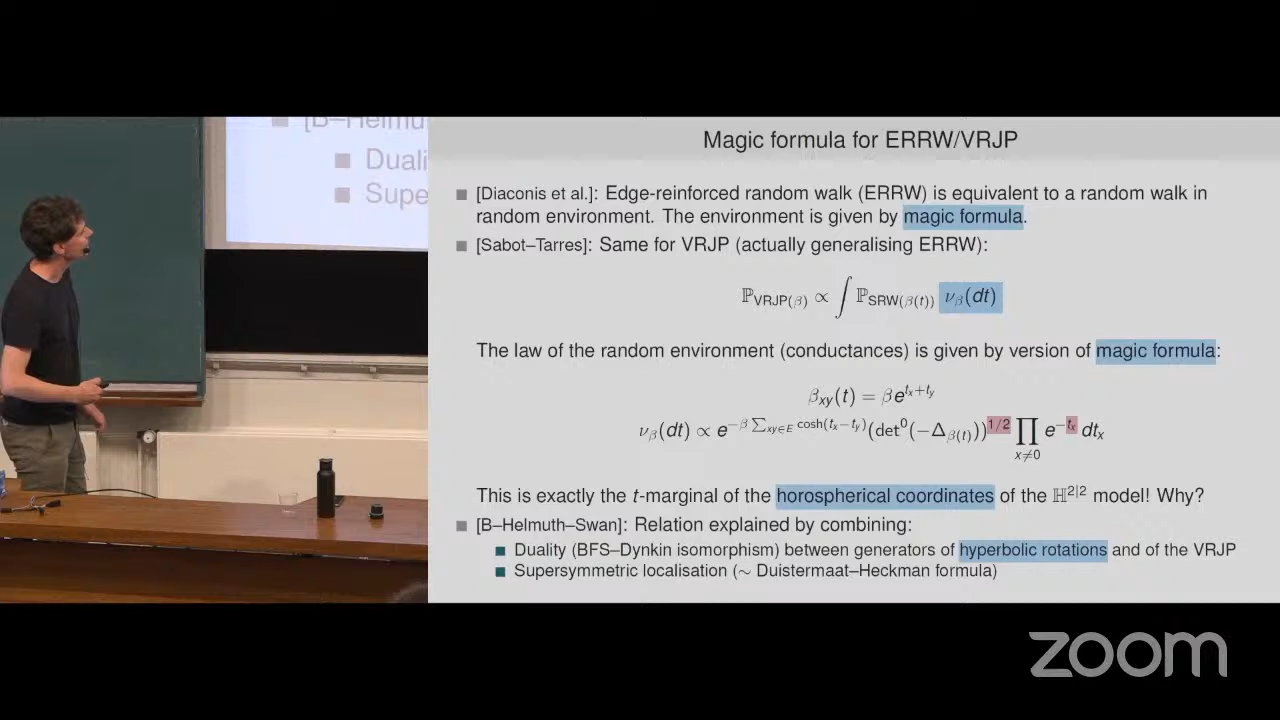 [B–Helmu
Duali
Supe
Magic formula for ERRW/VRJP
[Diaconis et al.]: Edge-reinforced random walk (ERRW) is equivalent to a random walk in
random environment. The environment is given by magic formula.
[Sabot–Tarres]: Same for VRJP (actually generalising ERRW):
ℙ_VRJP(β) ∝ ∫ ℙ_SRW(β(t)) ν_β(dt)
The law of the random environment (conductances) is given by version of magic formula:
β_xy(t) = βe^{t_x+t_y}
ν_β(dt) ∝ e^{−β ∑_{xy∈E} cosh(t_x−t_y)}(det⁰(−Δ_β(t)))^{1/2} ∏_{x≠0} e^{−t_x} dt_x
This is exactly the t-marginal of the horospherical coordinates of the ℍ^{2|2} model! Why?
[B–Helmuth–Swan]: Relation explained by combining:
Duality (BFS–Dynkin isomorphism) between generators of hyperbolic rotations and of the VRJP
Supersymmetric localisation (∼ Duistermaat–Heckman formula)
zoom